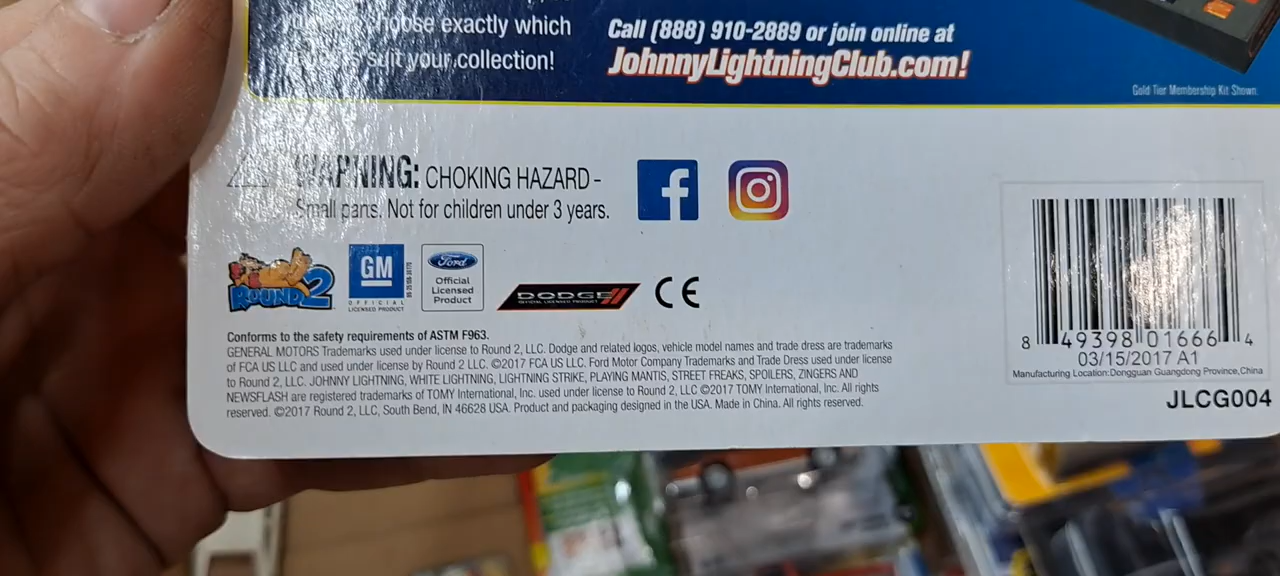 choose exactly which
suit your collection!
Call (888) 910-2889 or join online at
JohnnyLightningClub.com!
Gold Tier Membership Kit Shown.
WARNING: CHOKING HAZARD -
Small parts. Not for children under 3 years.
ROUND 2
GM
OFFICIAL
LICENSED PRODUCT
Ford
Official
Licensed
Product
DODGE
OFFICIAL LICENSED PRODUCT
CE
Conforms to the safety requirements of ASTM F963.
GENERAL MOTORS Trademarks used under license to Round 2, LLC. Dodge and related logos, vehicle model names and trade dress are trademarks
of FCA US LLC and used under license by Round 2 LLC. ©2017 FCA US LLC. Ford Motor Company Trademarks and Trade Dress used under license
to Round 2, LLC. JOHNNY LIGHTNING, WHITE LIGHTNING, LIGHTNING STRIKE, PLAYING MANTIS, STREET FREAKS, SPOILERS, ZINGERS AND
NEWSFLASH are registered trademarks of TOMY International, Inc. used under license to Round 2, LLC ©2017 TOMY International, Inc. All rights
reserved. ©2017 Round 2, LLC, South Bend, IN 46628 USA. Product and packaging designed in the USA. Made in China. All rights reserved.
8 49398 01666 4
03/15/2017 A1
Manufacturing Location:Dongguan Guangdong Province,China
JLCG004